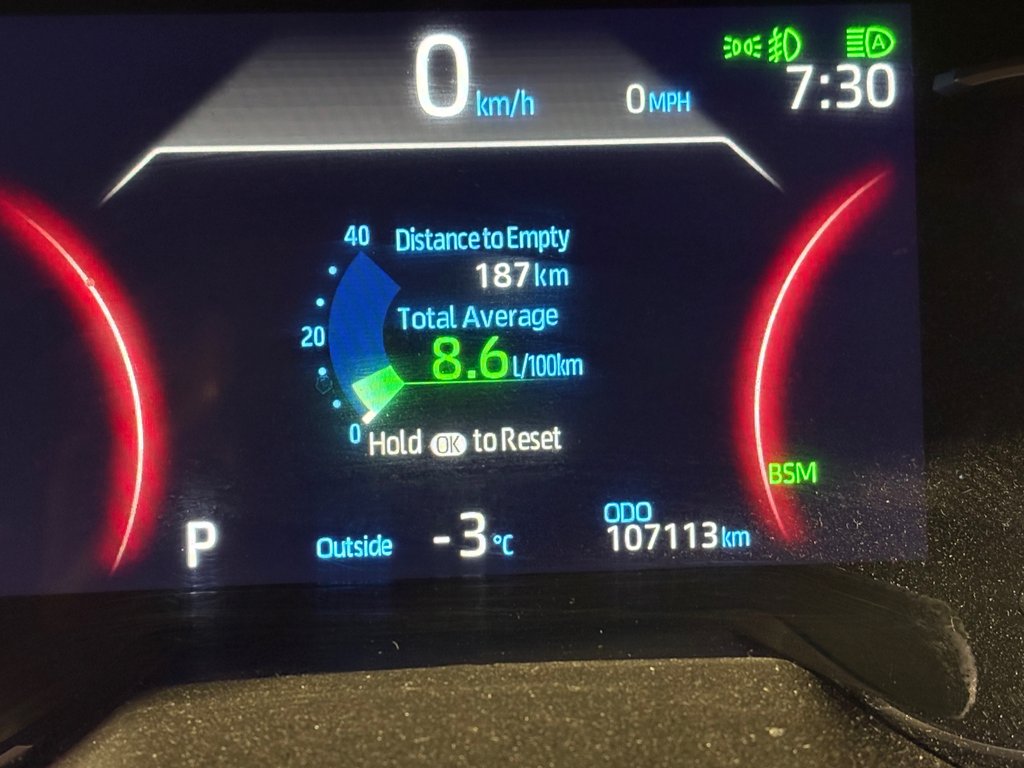 0 km/h
0 MPH
A
7:30
40
Distance to Empty
187 km
Total Average
20
8.6 L/100km
0
Hold OK to Reset
BSM
P
Outside -3 °C
ODO
107113 km